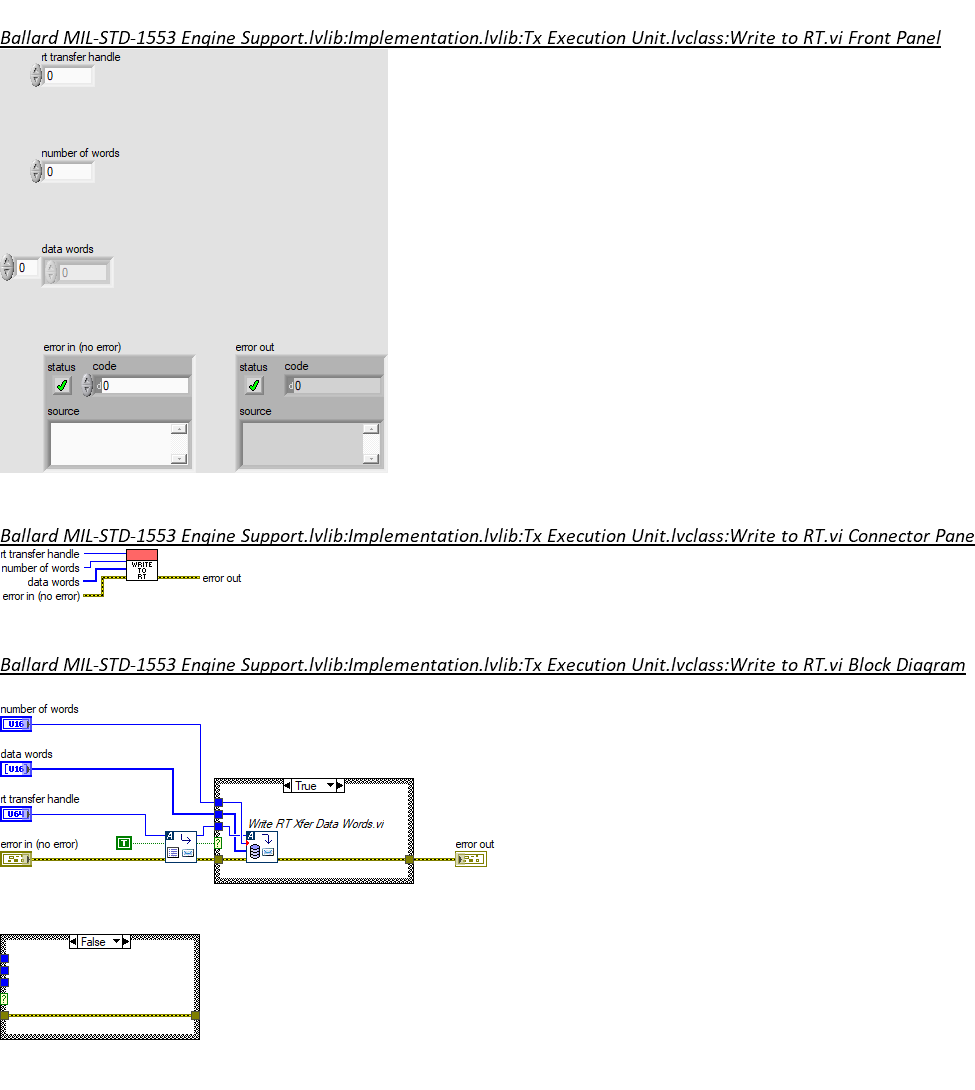 Ballard MIL-STD-1553 Engine Support.lvlib:Implementation.lvlib:Tx Execution Unit.lvclass:Write to RT.vi Front Panel
rt transfer handle
0
number of words
0
data words
0
0
error in (no error)
error out
status
code
status
code
d 0
d 0
source
source
Ballard MIL-STD-1553 Engine Support.lvlib:Implementation.lvlib:Tx Execution Unit.lvclass:Write to RT.vi Connector Pane
rt transfer handle
number of words
data words
error in (no error)
WRITE
TO
RT
error out
Ballard MIL-STD-1553 Engine Support.lvlib:Implementation.lvlib:Tx Execution Unit.lvclass:Write to RT.vi Block Diagram
number of words
U16
data words
U16
True
rt transfer handle
U64
Write RT Xfer Data Words.vi
A
A
T
?
error in (no error)
error out
False
?